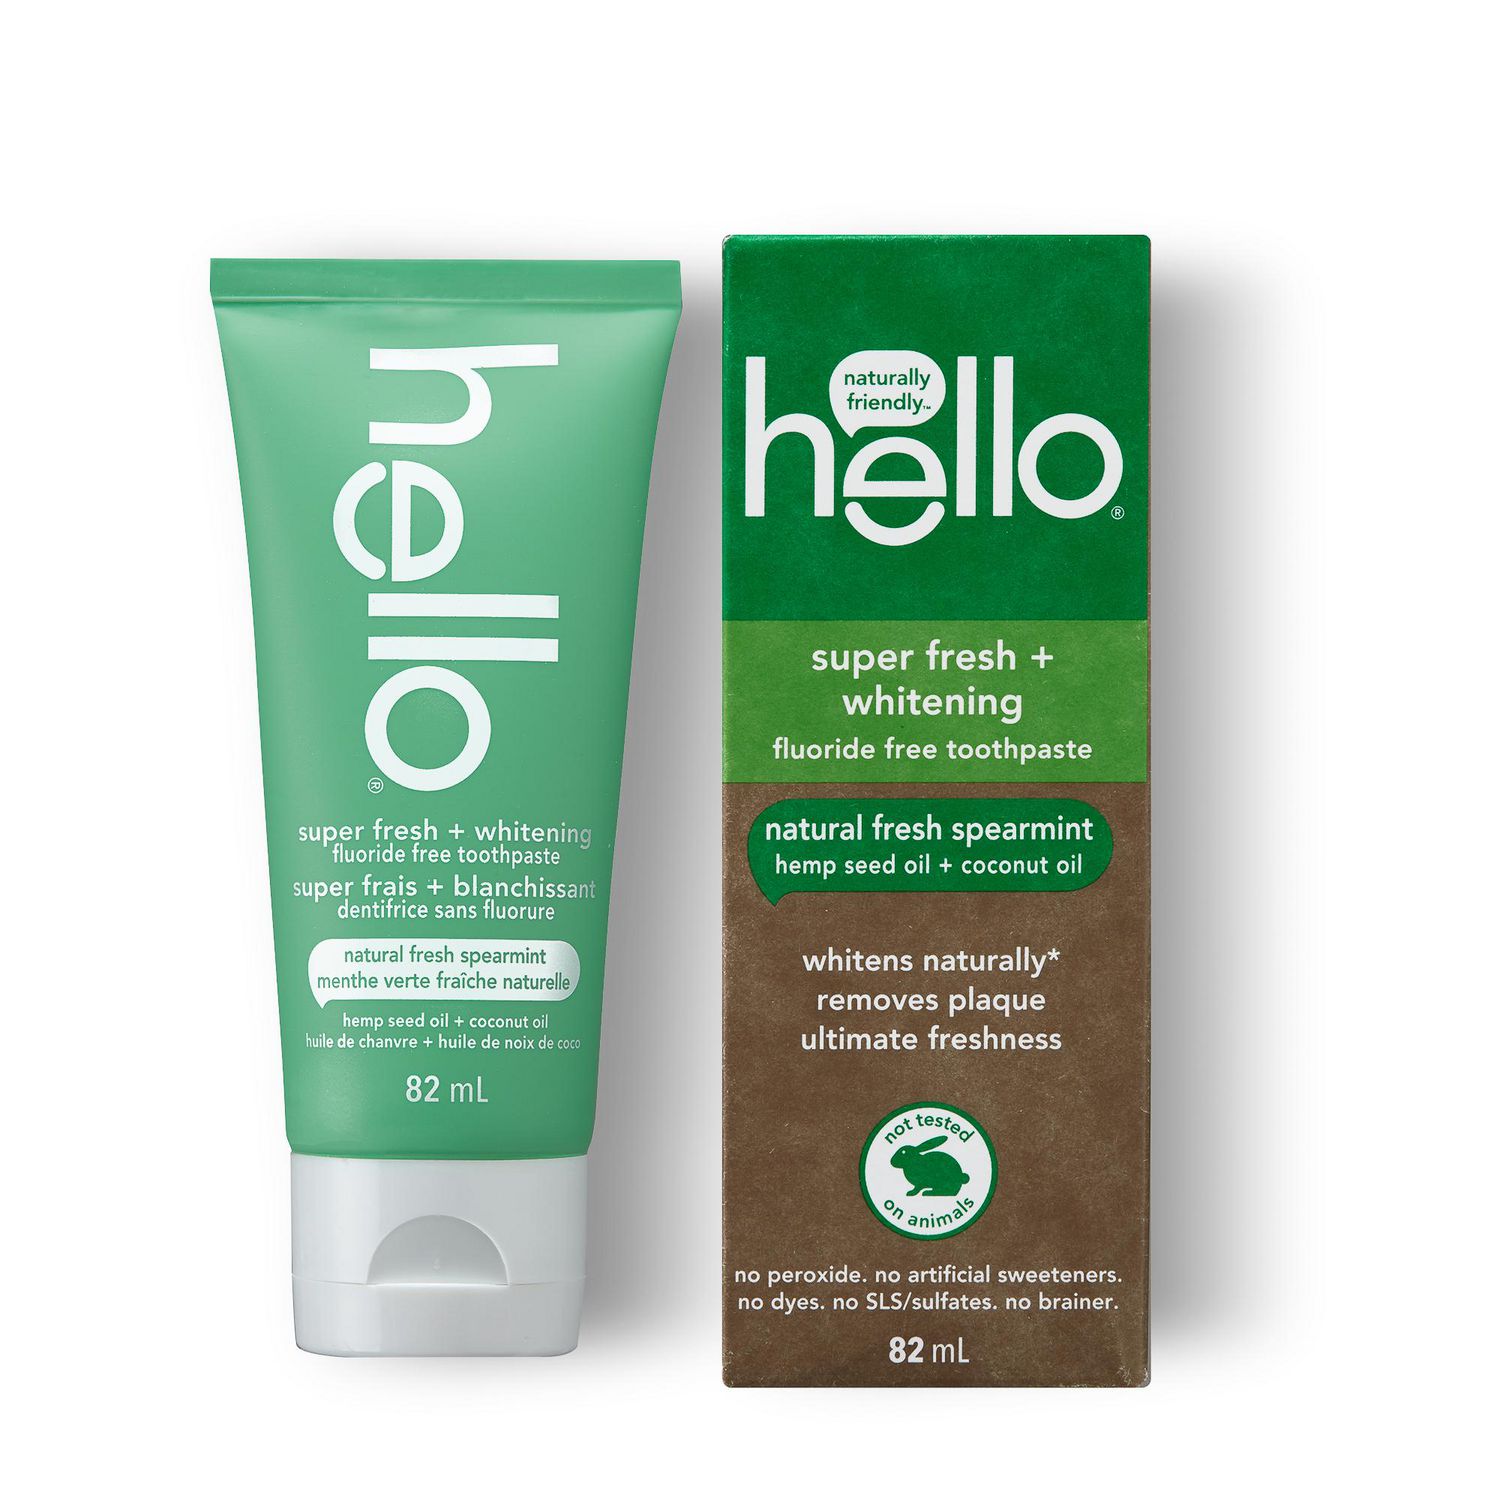 hello®
super fresh + whitening
fluoride free toothpaste
super frais + blanchissant
dentifrice sans fluorure
natural fresh spearmint
menthe verte fraîche naturelle
hemp seed oil + coconut oil
huile de chanvre + huile de noix de coco
82 mL
naturally
friendly™
hello®
super fresh +
whitening
fluoride free toothpaste
natural fresh spearmint
hemp seed oil + coconut oil
whitens naturally*
removes plaque
ultimate freshness
not tested
on animals
no peroxide. no artificial sweeteners.
no dyes. no SLS/sulfates. no brainer.
82 mL